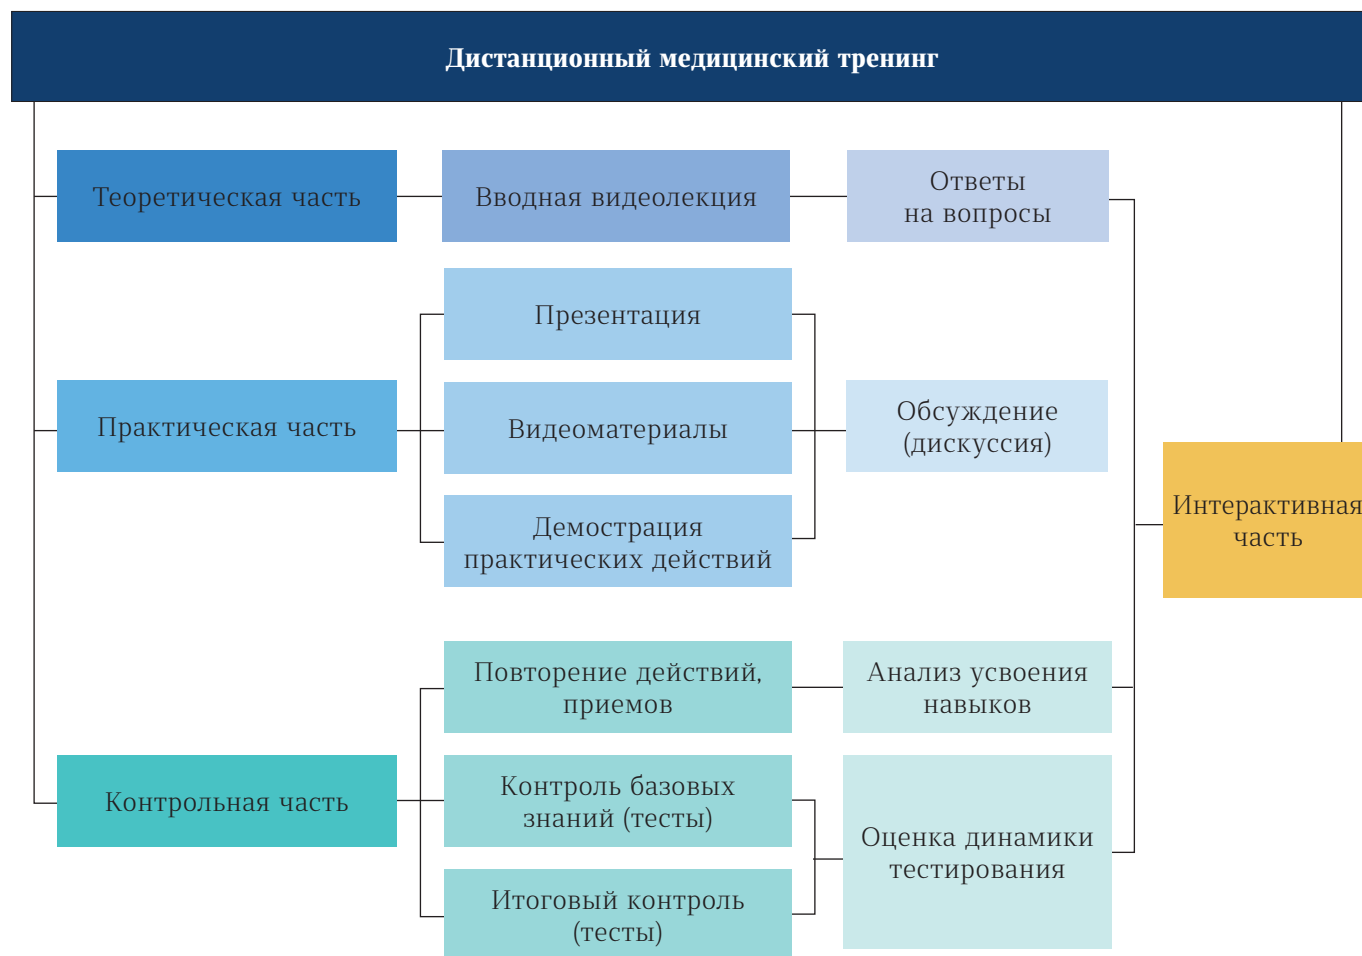 Дистанционный медицинский тренинг
Теоретическая часть
Вводная видеолекция
Ответы
на вопросы
Презентация
Практическая часть
Видеоматериалы
Обсуждение
(дискуссия)
Демострация
практических действий
Интерактивная
часть
Повторение действий,
приемов
Анализ усвоения
навыков
Контрольная часть
Контроль базовых
знаний (тесты)
Оценка динамики
тестирования
Итоговый контроль
(тесты)